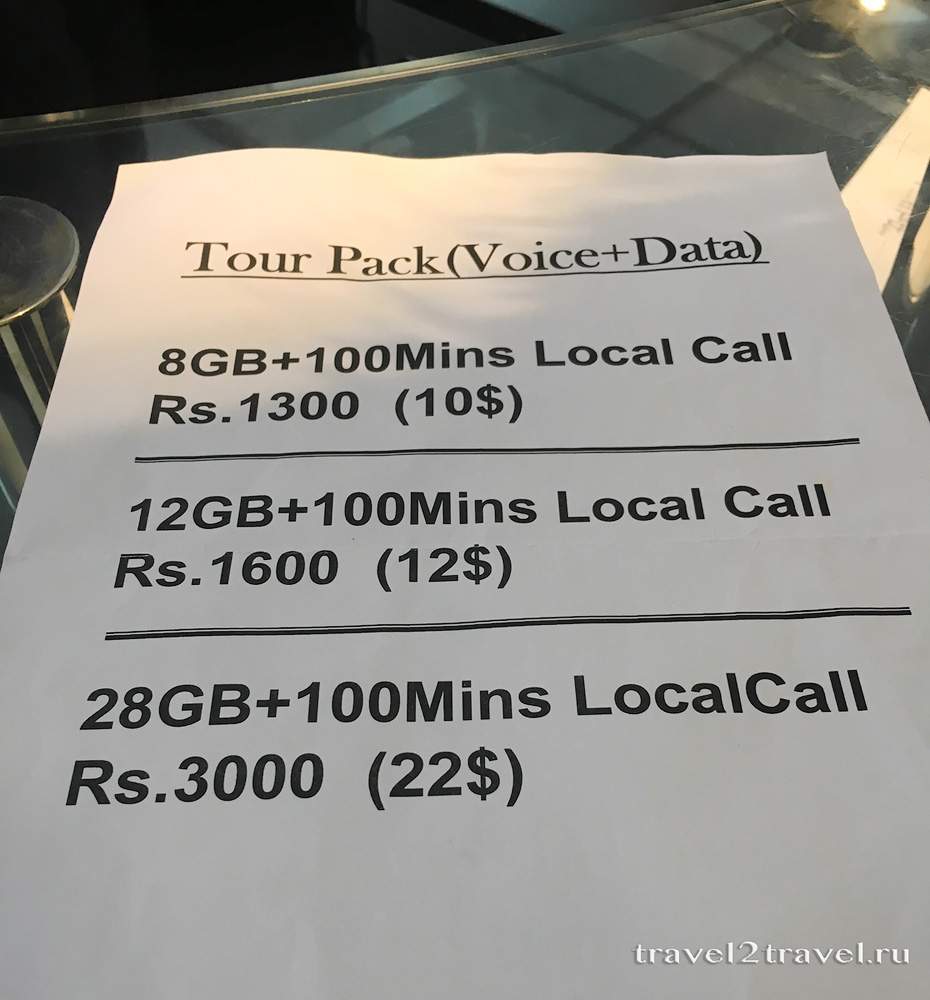 Tour Pack(Voice+Data)
8GB+100Mins Local Call
Rs.1300 (10$)
12GB+100Mins Local Call
Rs.1600 (12$)
28GB+100Mins LocalCall
Rs.3000 (22$)
travel2travel.ru